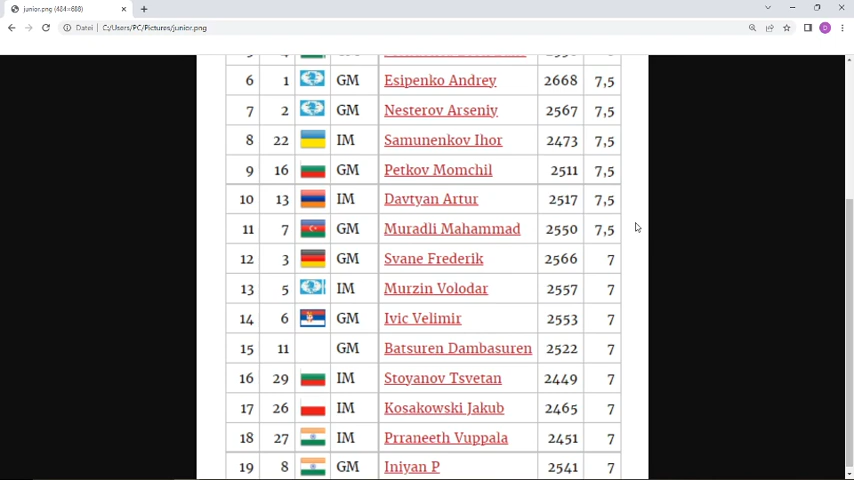 junior.png (484×688)
Datei
C:/Users/PC/Pictures/junior.png
D
6 1 GM Esipenko Andrey 2668 7,5
7 2 GM Nesterov Arseniy 2567 7,5
8 22 IM Samunenkov Ihor 2473 7,5
9 16 GM Petkov Momchil 2511 7,5
10 13 IM Davtyan Artur 2517 7,5
11 7 GM Muradli Mahammad 2550 7,5
12 3 GM Svane Frederik 2566 7
13 5 IM Murzin Volodar 2557 7
14 6 GM Ivic Velimir 2553 7
15 11 GM Batsuren Dambasuren 2522 7
16 29 IM Stoyanov Tsvetan 2449 7
17 26 IM Kosakowski Jakub 2465 7
18 27 IM Prraneeth Vuppala 2451 7
19 8 GM Iniyan P 2541 7